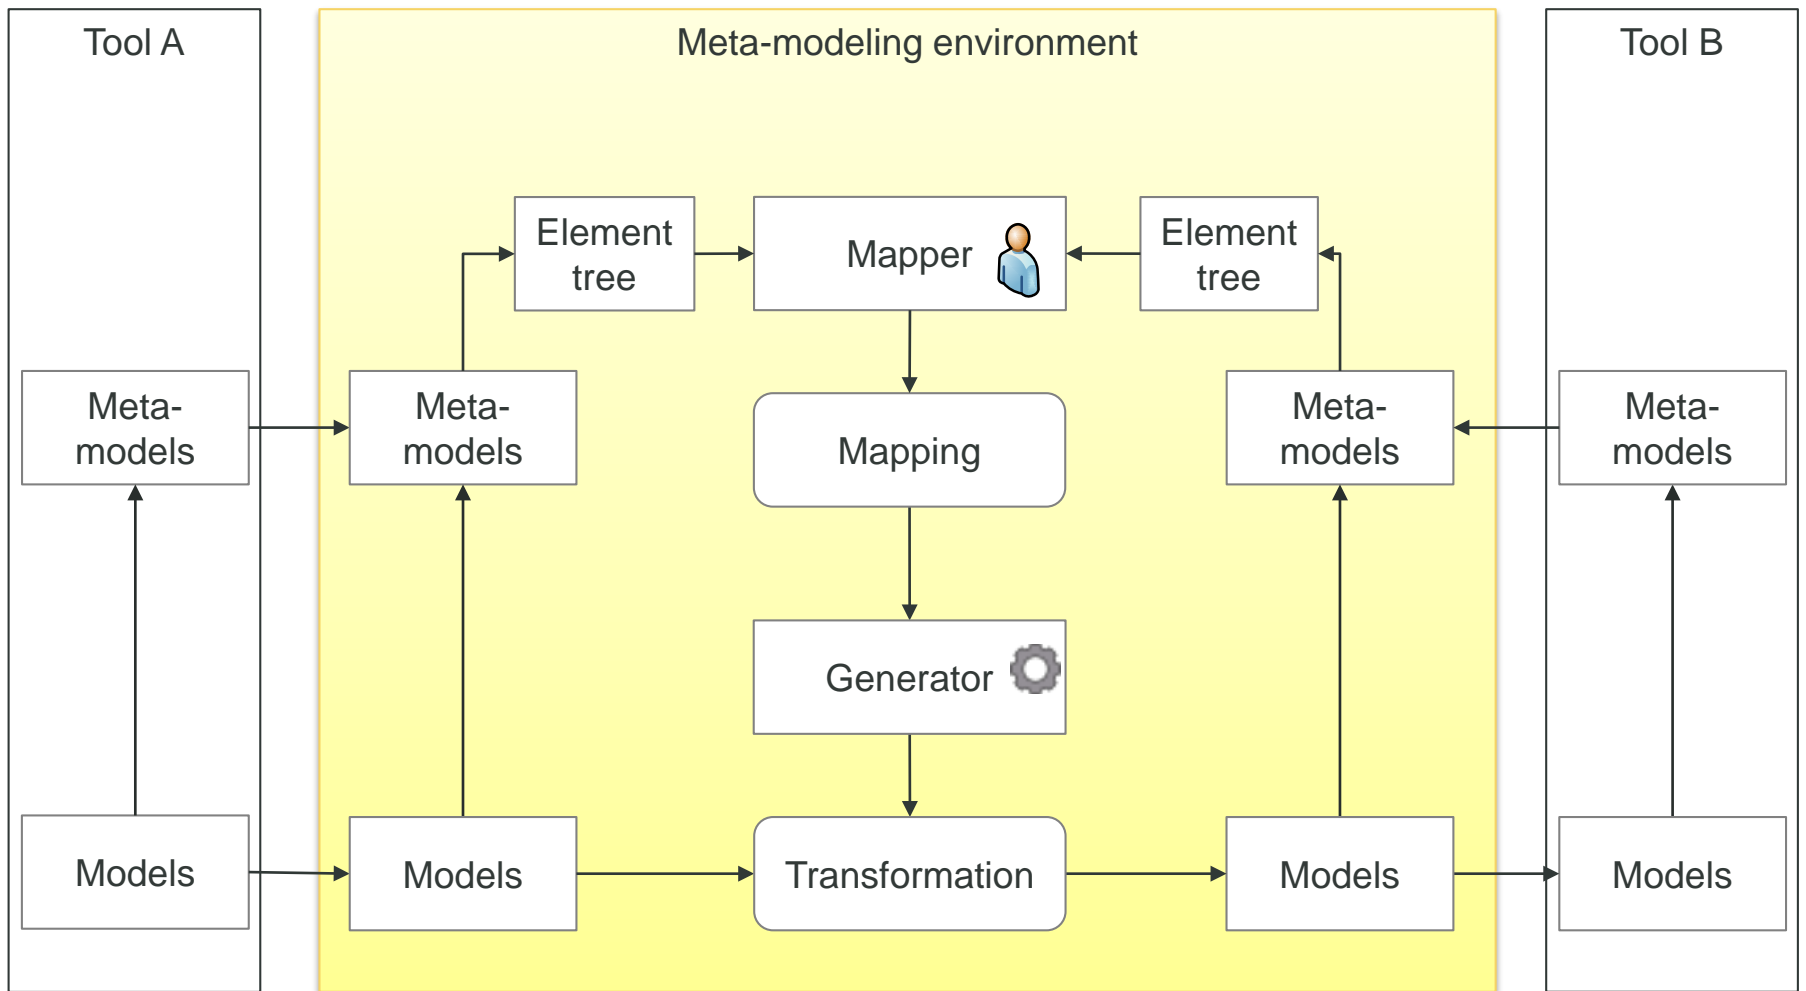 Tool A
Meta-modeling environment
Tool B
Element
tree
Mapper
Element
tree
Meta-
models
Meta-
models
Mapping
Meta-
models
Meta-
models
Generator
Models
Models
Transformation
Models
Models